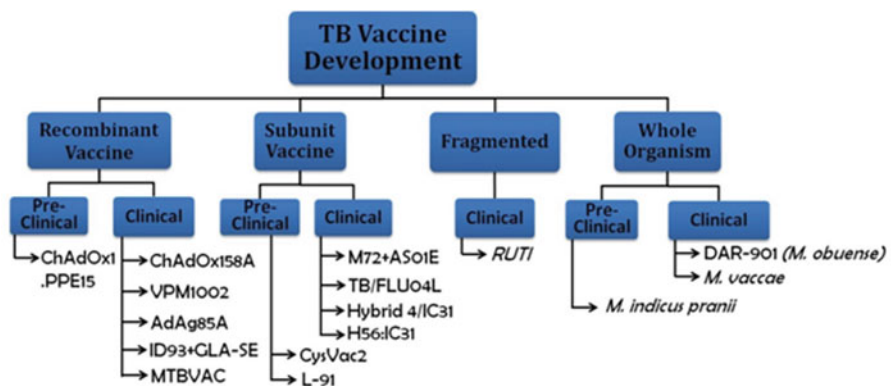 TB Vaccine
Development
Recombinant
Vaccine
Subunit
Vaccine
Fragmented
Whole
Organism
Pre-
Clinical
Clinical
Pre-
Clinical
Clinical
Clinical
Pre-
Clinical
Clinical
ChAdOx1
.PPE15
ChAdOx158A
VPM1002
AdAg85A
ID93+GLA-SE
MTBVAC
CysVac2
L-91
M72+AS01E
TB/FLU04L
Hybrid 4/IC31
H56:IC31
RUTI
M. indicus pranii
DAR-901 (M. obuense)
M. vaccae